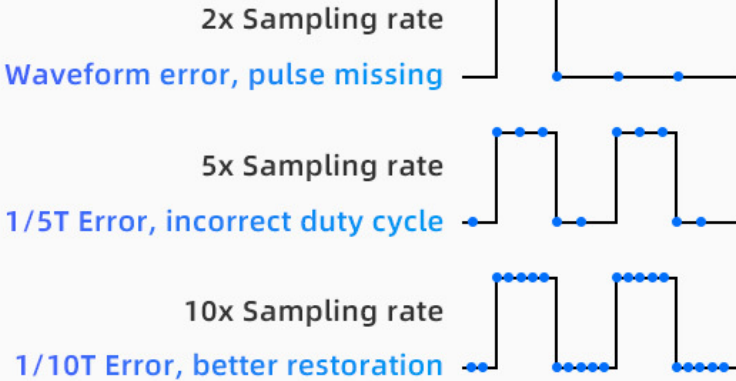 2x Sampling rate
Waveform error, pulse missing
5x Sampling rate
1/5T Error, incorrect duty cycle
10x Sampling rate
1/10T Error, better restoration